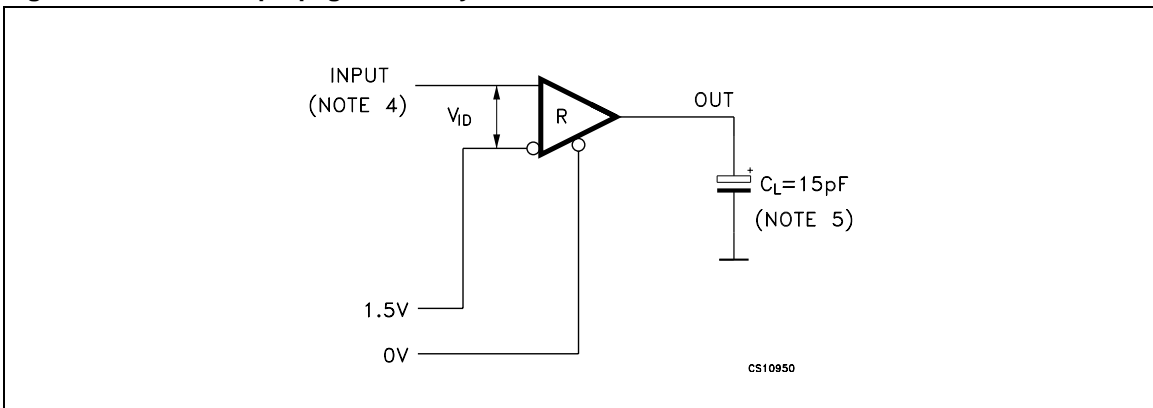 INPUT
(NOTE 4)
V_ID
R
OUT
+
C_L=15pF
(NOTE 5)
1.5V
0V
CS10950